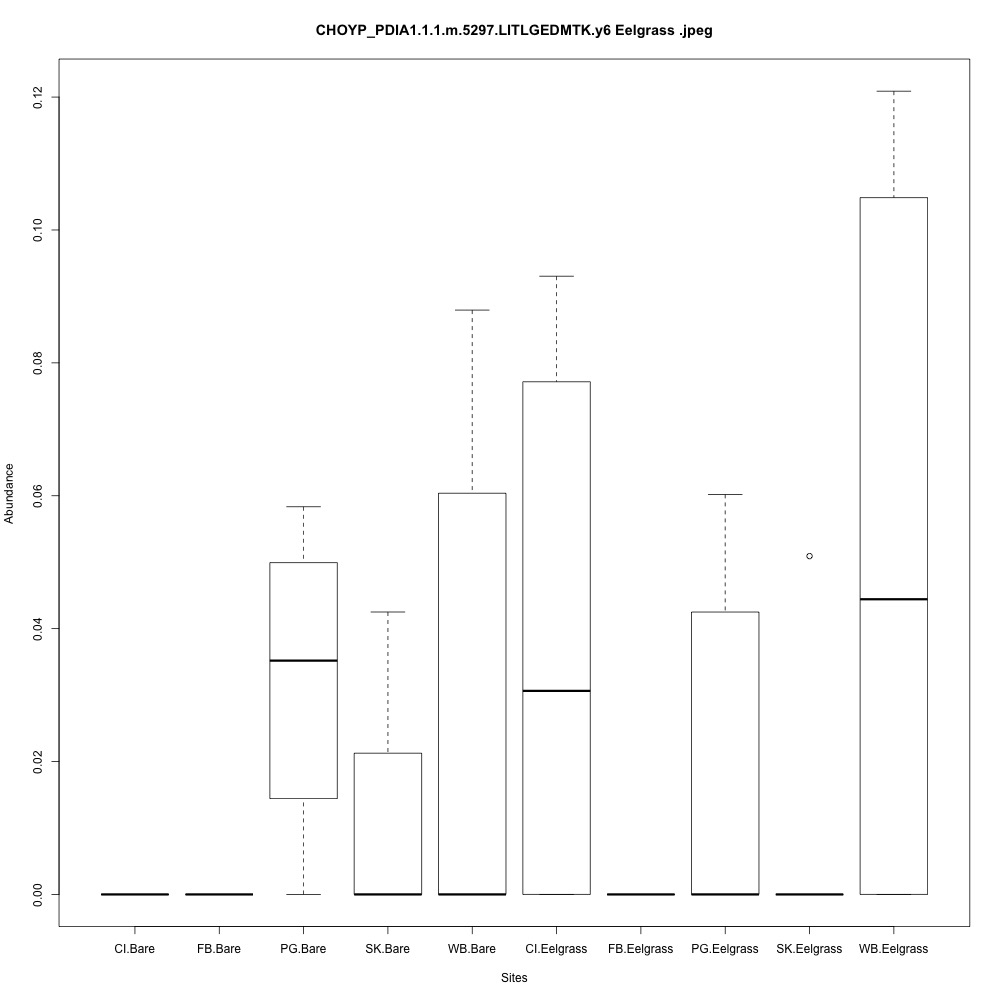 CHOYP_PDIA1.1.1.m.5297.LITLGEDMTK.y6 Eelgrass .jpeg
0.12
0.10
0.08
0.06
0.04
0.02
0.00
Abundance
CI.Bare FB.Bare PG.Bare SK.Bare WB.Bare CI.Eelgrass FB.Eelgrass PG.Eelgrass SK.Eelgrass WB.Eelgrass
Sites